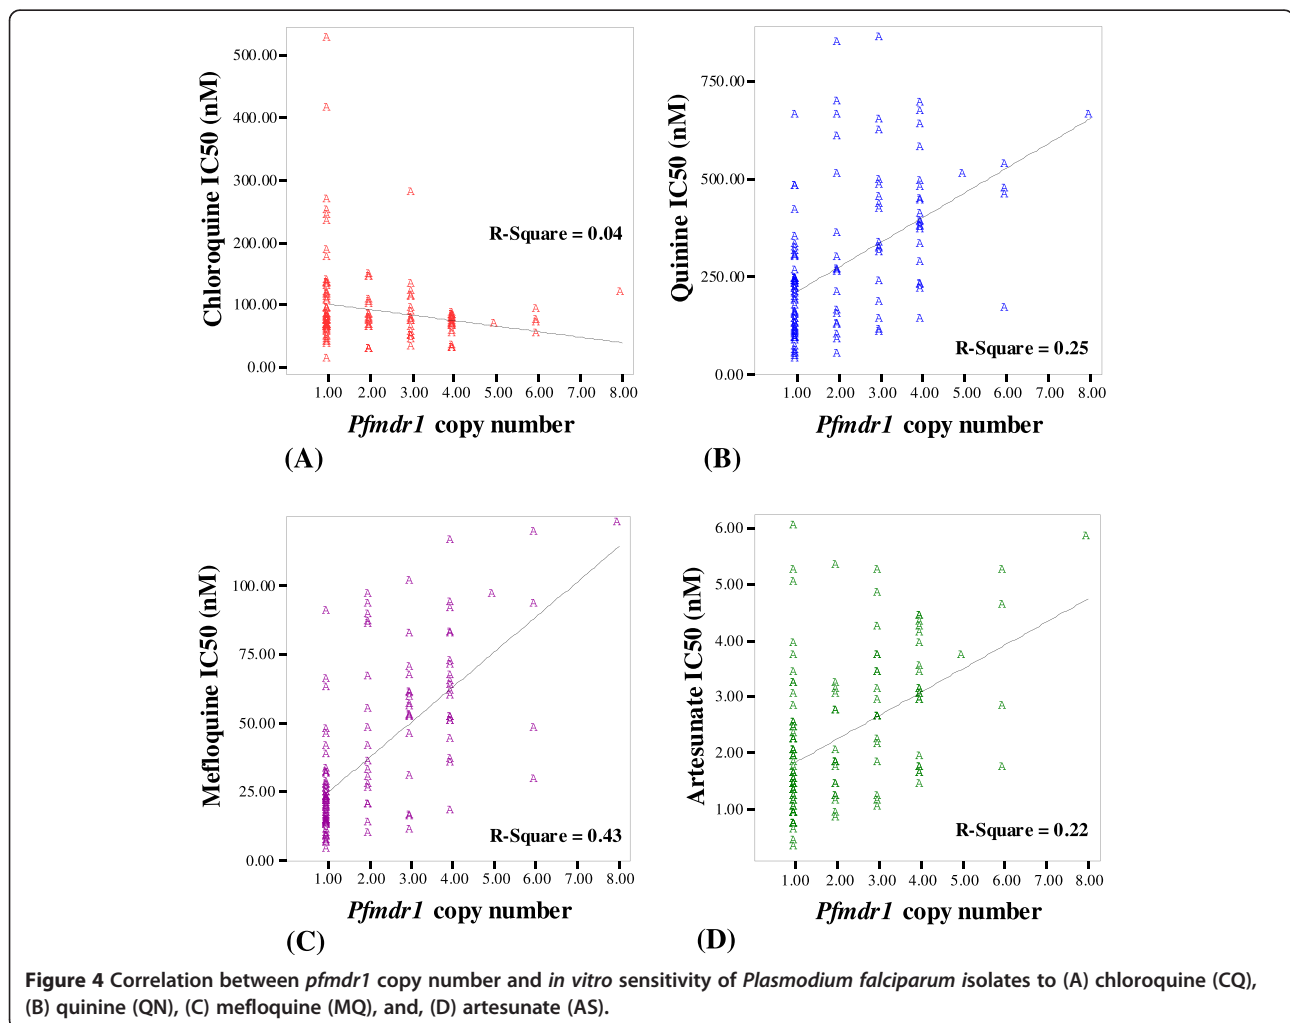 500.00
400.00
300.00
200.00
100.00
0.00
Chloroquine IC50 (nM)
R-Square = 0.04
1.00 2.00 3.00 4.00 5.00 6.00 7.00 8.00
Pfmdr1 copy number
(A)
750.00
500.00
250.00
0.00
Quinine IC50 (nM)
R-Square = 0.25
1.00 2.00 3.00 4.00 5.00 6.00 7.00 8.00
Pfmdr1 copy number
(B)
100.00
75.00
50.00
25.00
0.00
Mefloquine IC50 (nM)
R-Square = 0.43
1.00 2.00 3.00 4.00 5.00 6.00 7.00 8.00
Pfmdr1 copy number
(C)
6.00
5.00
4.00
3.00
2.00
1.00
Artesunate IC50 (nM)
R-Square = 0.22
1.00 2.00 3.00 4.00 5.00 6.00 7.00 8.00
Pfmdr1 copy number
(D)
Figure 4 Correlation between pfmdr1 copy number and in vitro sensitivity of Plasmodium falciparum isolates to (A) chloroquine (CQ),
(B) quinine (QN), (C) mefloquine (MQ), and, (D) artesunate (AS).